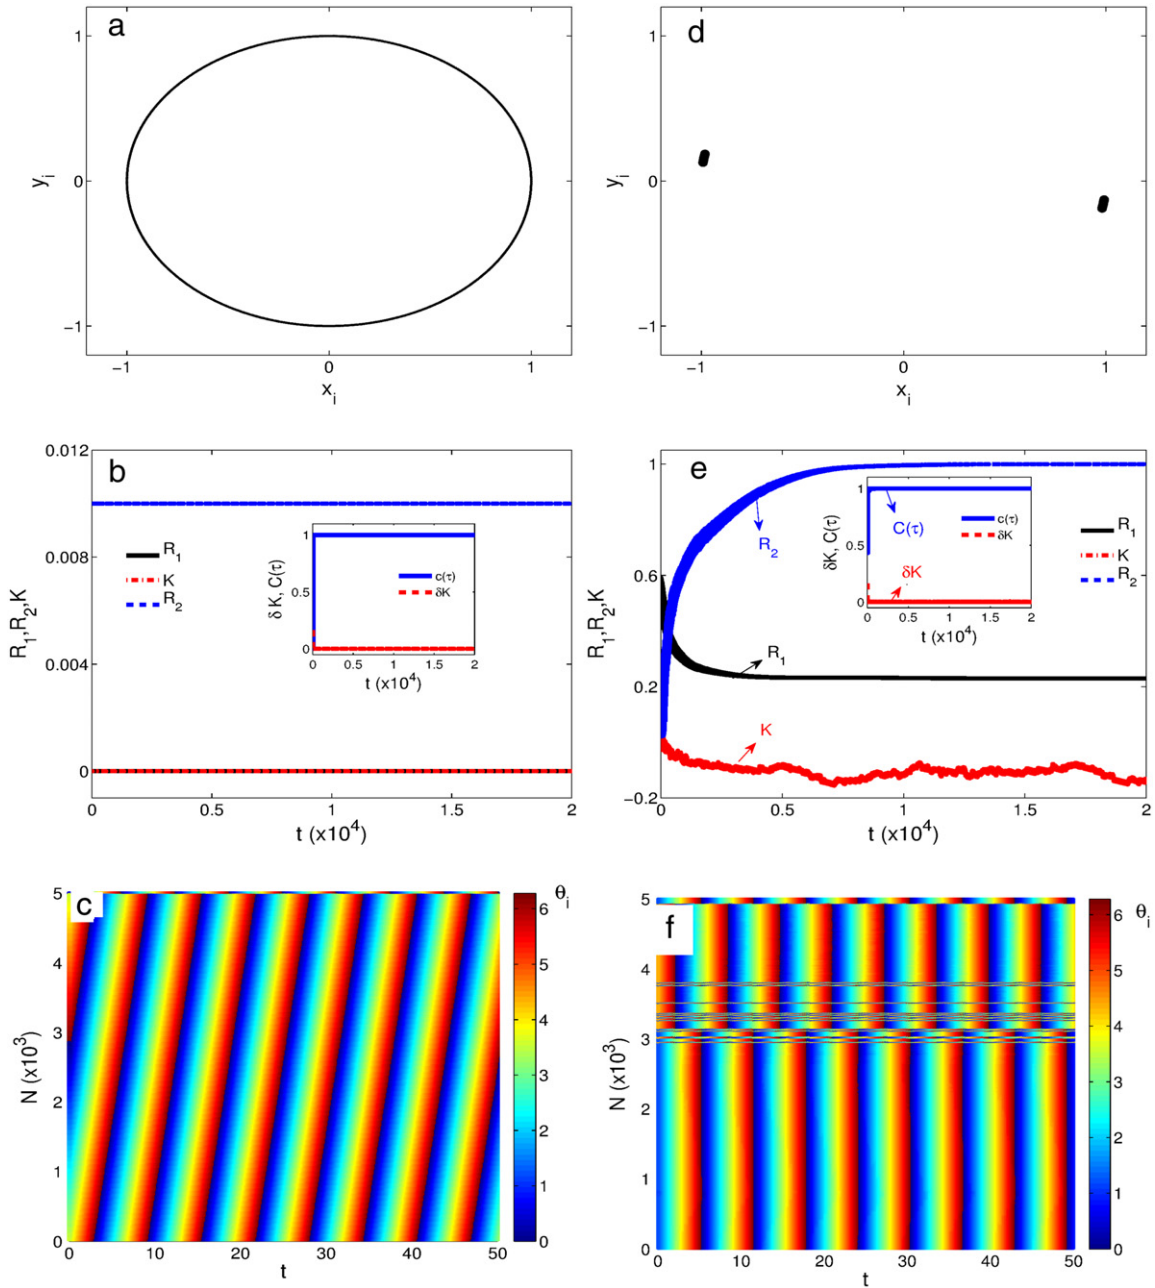 a
1
0
−1
y_i
−1
0
1
x_i
d
1
0
−1
y_i
−1
0
1
x_i
b
0.012
0.008
0.004
0
R_1,R_2,K
R_1
K
R_2
1
0.5
0
δ K, C(τ)
c(τ)
δK
0 0.5 1 1.5 2
t (x10^4)
0 0.5 1 1.5 2
t (x10^4)
e
1
0.6
0.2
−0.2
R_1,R_2,K
R_2
R_1
K
R_1
K
R_2
1
0.5
0
δK, C(τ)
C(τ)
δK
c(τ)
δK
0 0.5 1 1.5 2
t (x10^4)
0 0.5 1 1.5 2
t (x10^4)
c
5
4
3
2
1
0
N (x10^3)
0 10 20 30 40 50
t
θ_i
6
5
4
3
2
1
0
f
5
4
3
2
1
0
N (x10^3)
0 10 20 30 40 50
t
θ_i
6
5
4
3
2
1
0